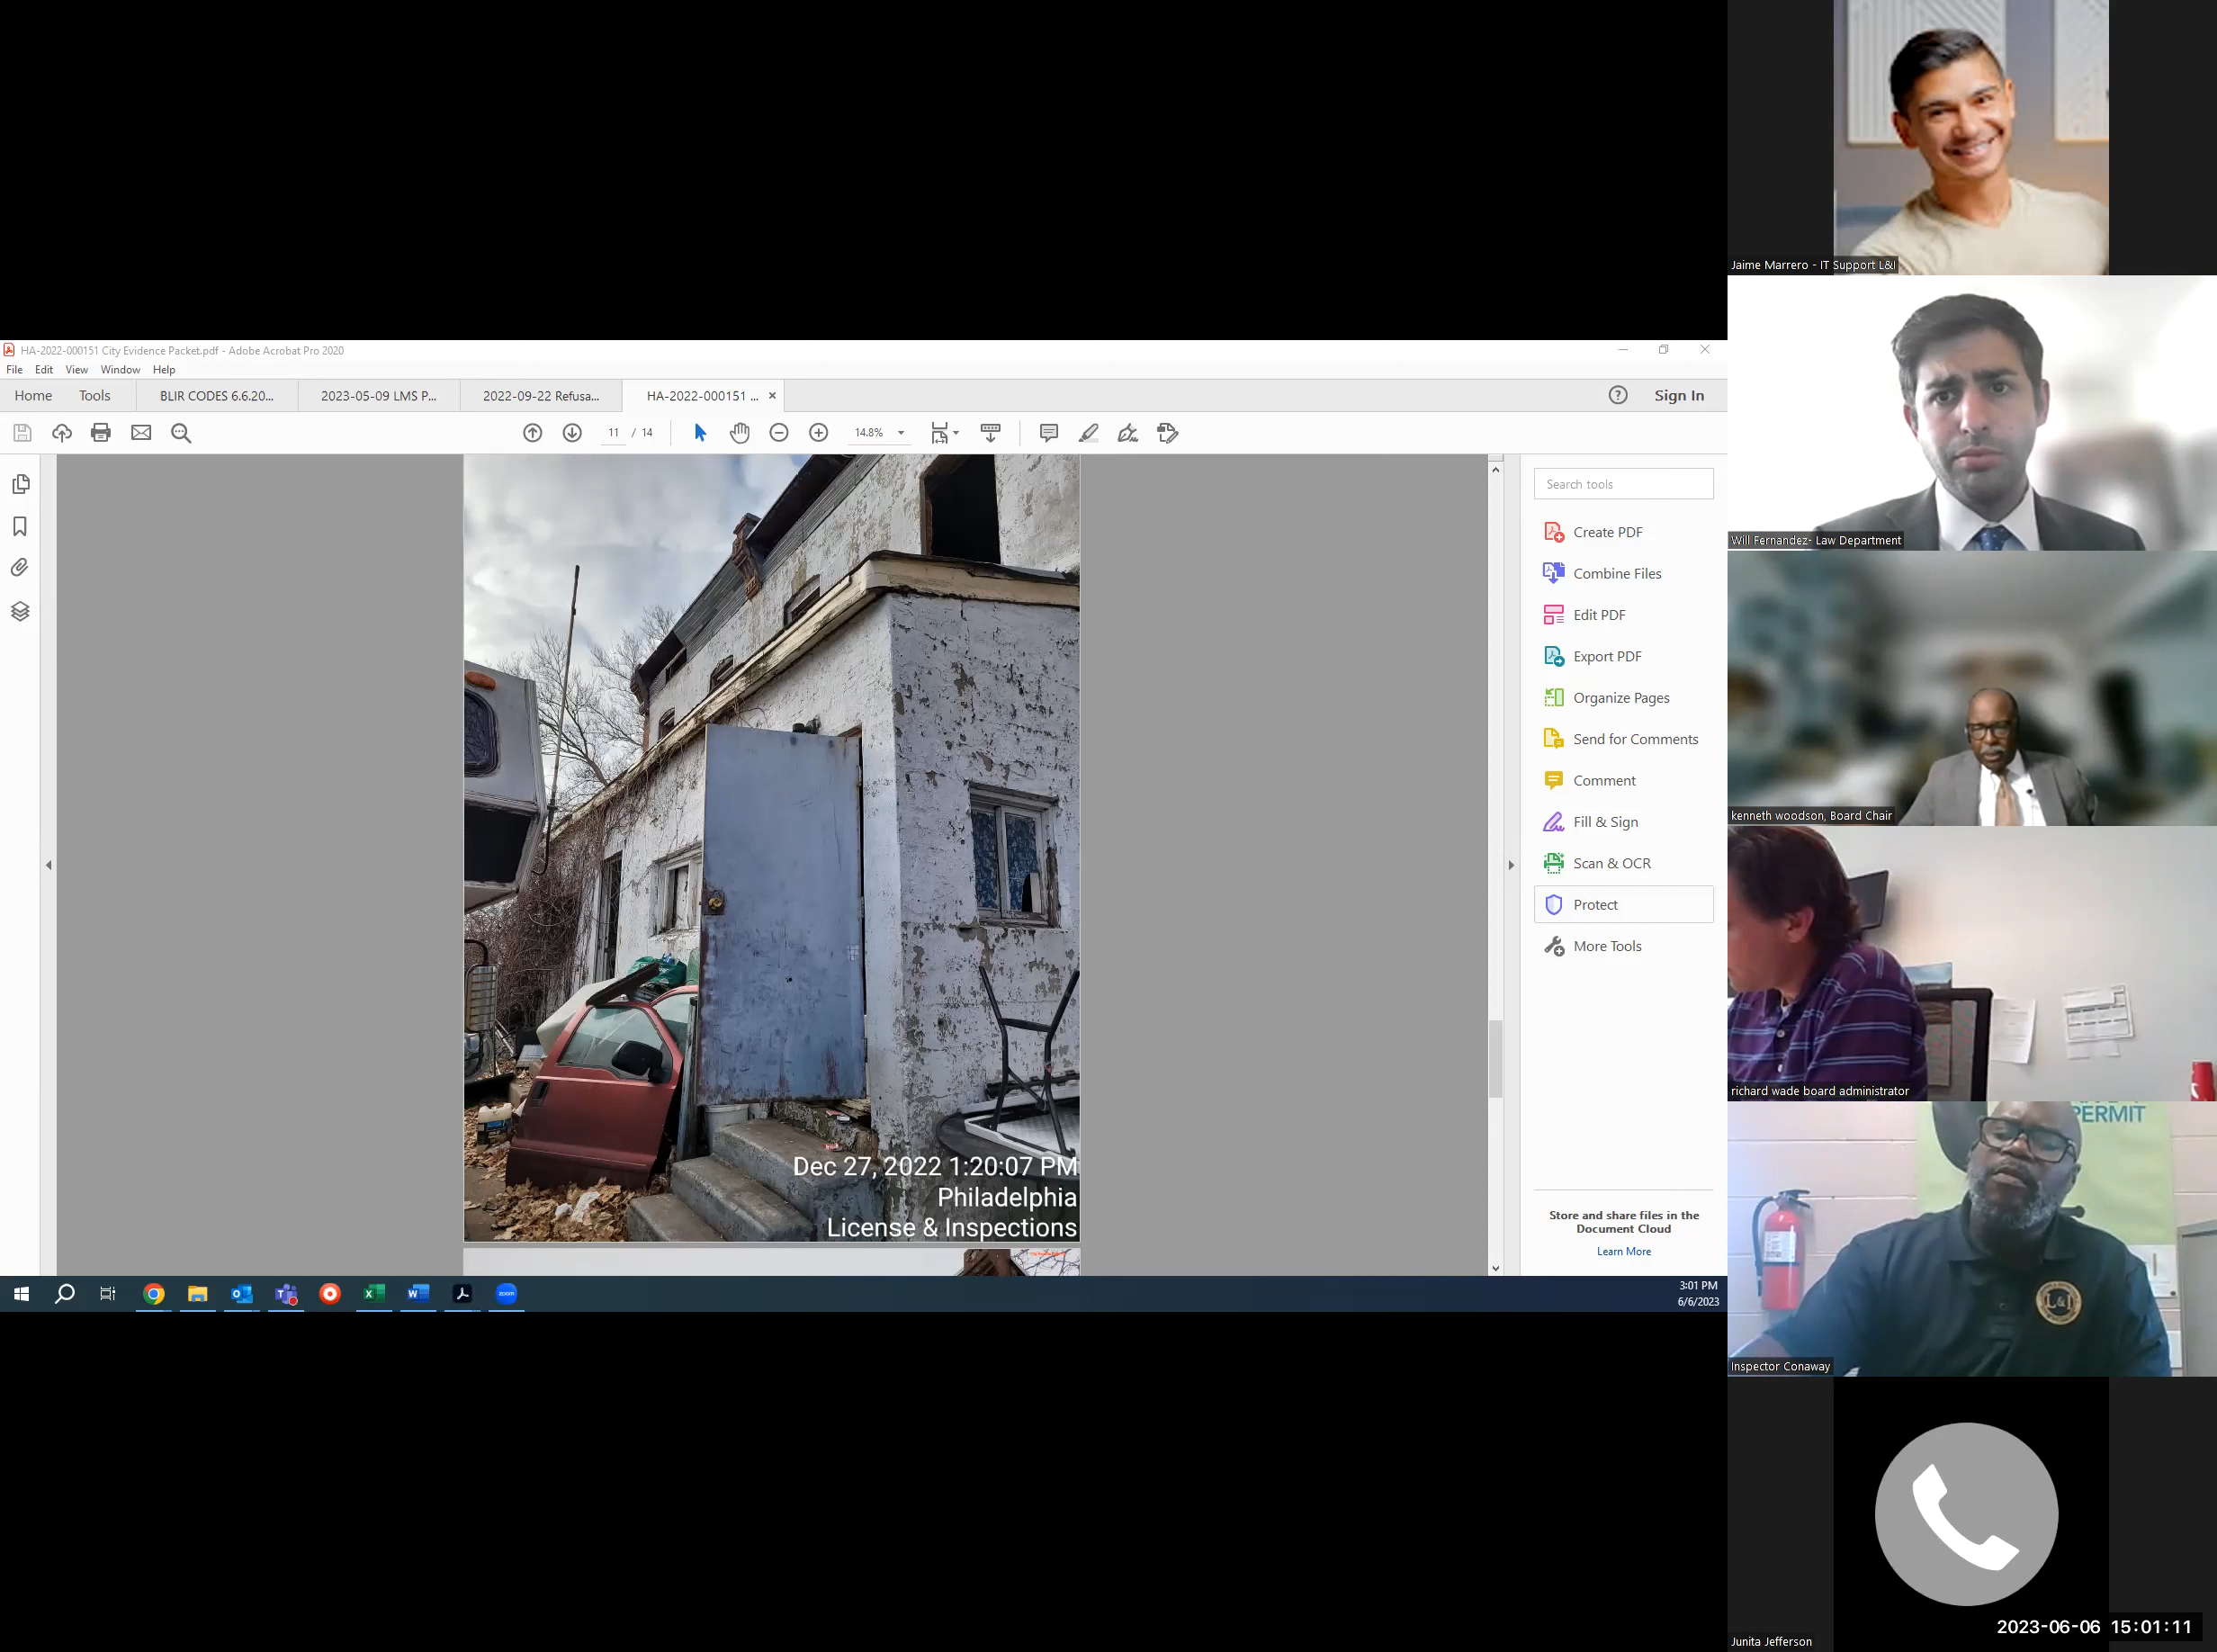 HA-2022-000151 City Evidence Packet.pdf - Adobe Acrobat Pro 2020
File Edit View Window Help
Home Tools BLIR CODES 6.6.20... 2023-05-09 LMS P... 2022-09-22 Refusa... HA-2022-000151 ... Sign In
11 / 14 14.8%
Search tools
Create PDF
Combine Files
Edit PDF
Export PDF
Organize Pages
Send for Comments
Comment
Fill & Sign
Scan & OCR
Protect
More Tools
Store and share files in the
Document Cloud
Learn More
Dec 27, 2022 1:20:07 PM
Philadelphia
License & Inspections
zoom
3:01 PM
6/6/2023
Jaime Marrero - IT Support L&I
Will Fernandez- Law Department
kenneth woodson, Board Chair
richard wade board administrator
PERMIT
L&I
Inspector Conaway
Junita Jefferson
2023-06-06 15:01:11